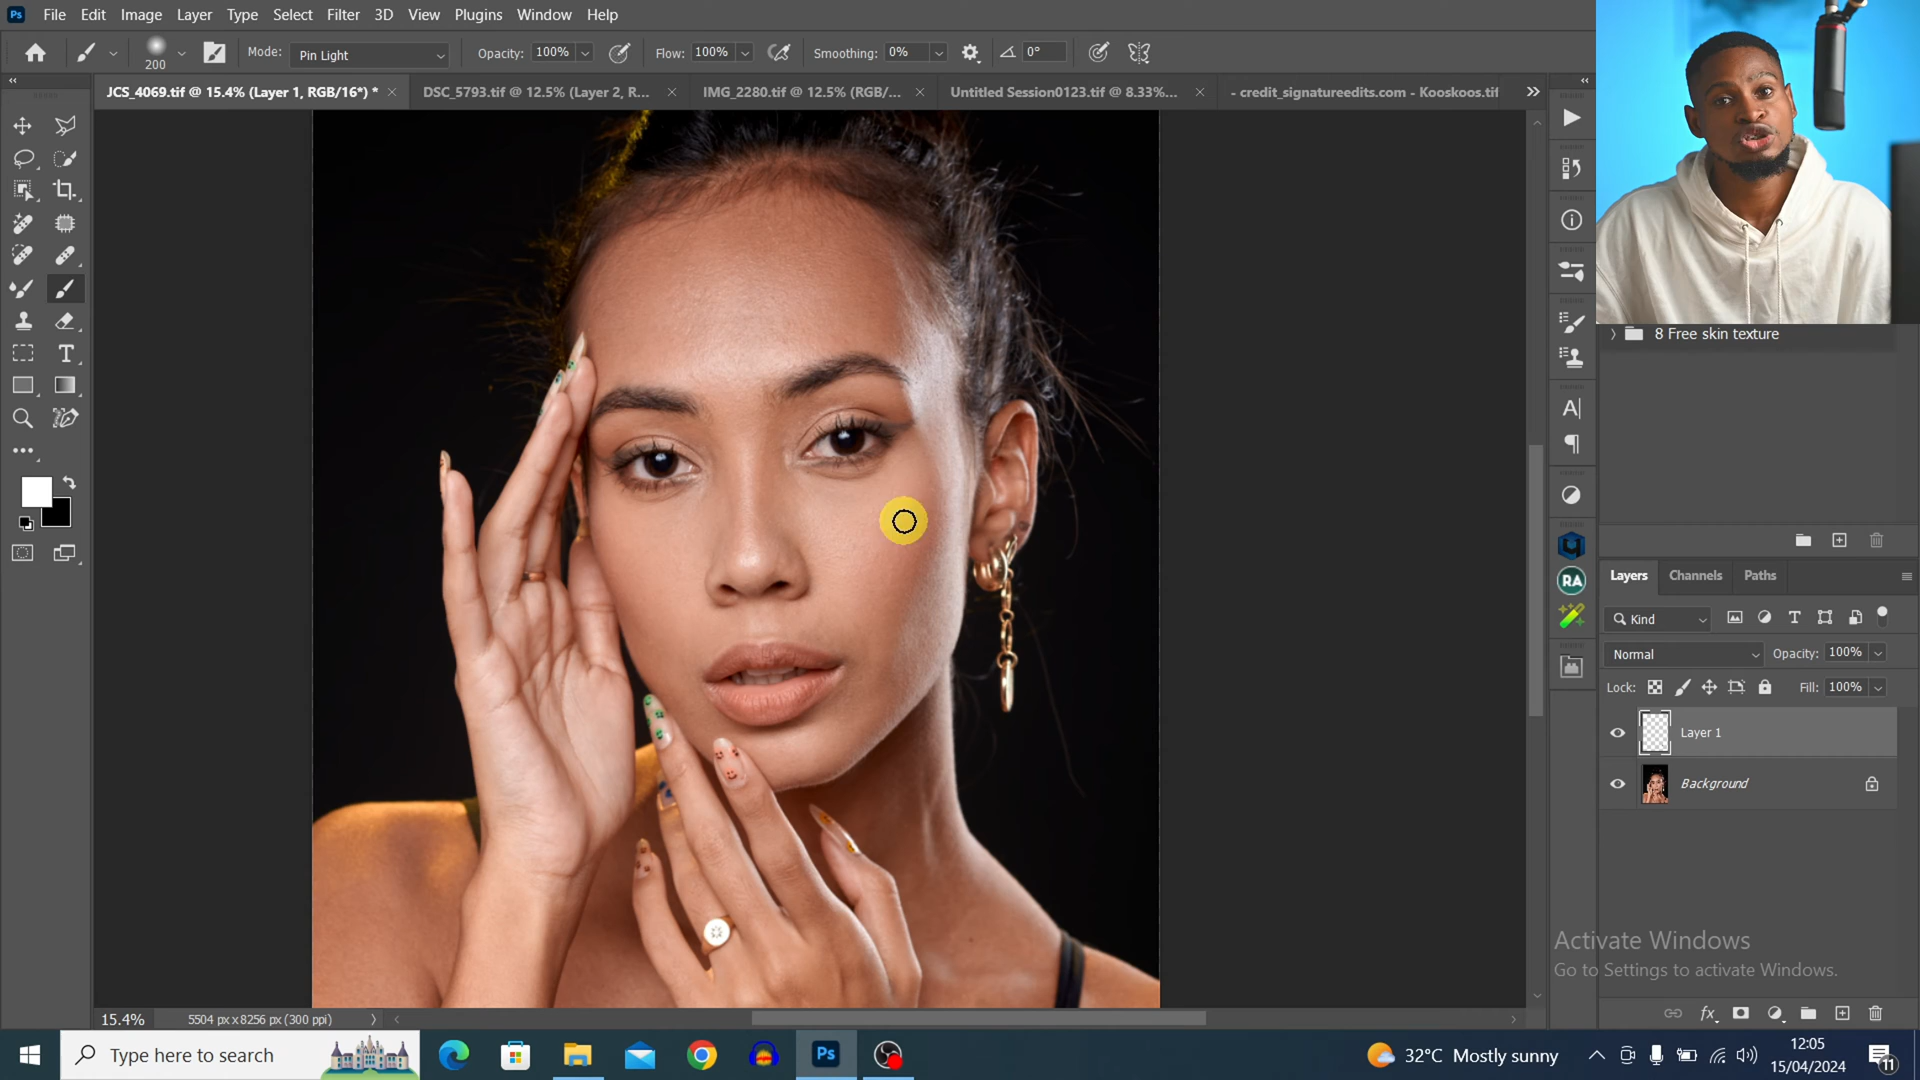 Ps File Edit Image Layer Type Select Filter 3D View Plugins Window Help
200 Mode: Pin Light Opacity: 100% Flow: 100% Smoothing: 0% 0°
JCS_4069.tif @ 15.4% (Layer 1, RGB/16*) * DSC_5793.tif @ 12.5% (Layer 2, R... IMG_2280.tif @ 12.5% (RGB/... Untitled Session0123.tif @ 8.33%... - credit_signatureedits.com - Kooskoos.tif
8 Free skin texture
RA
Layers Channels Paths
Kind
Normal Opacity: 100%
Lock: Fill: 100%
Layer 1
Background
Activate Windows
Go to Settings to activate Windows.
15.4% 5504 px x 8256 px (300 ppi)
Type here to search Ps 32°C Mostly sunny 12:05
15/04/2024 11